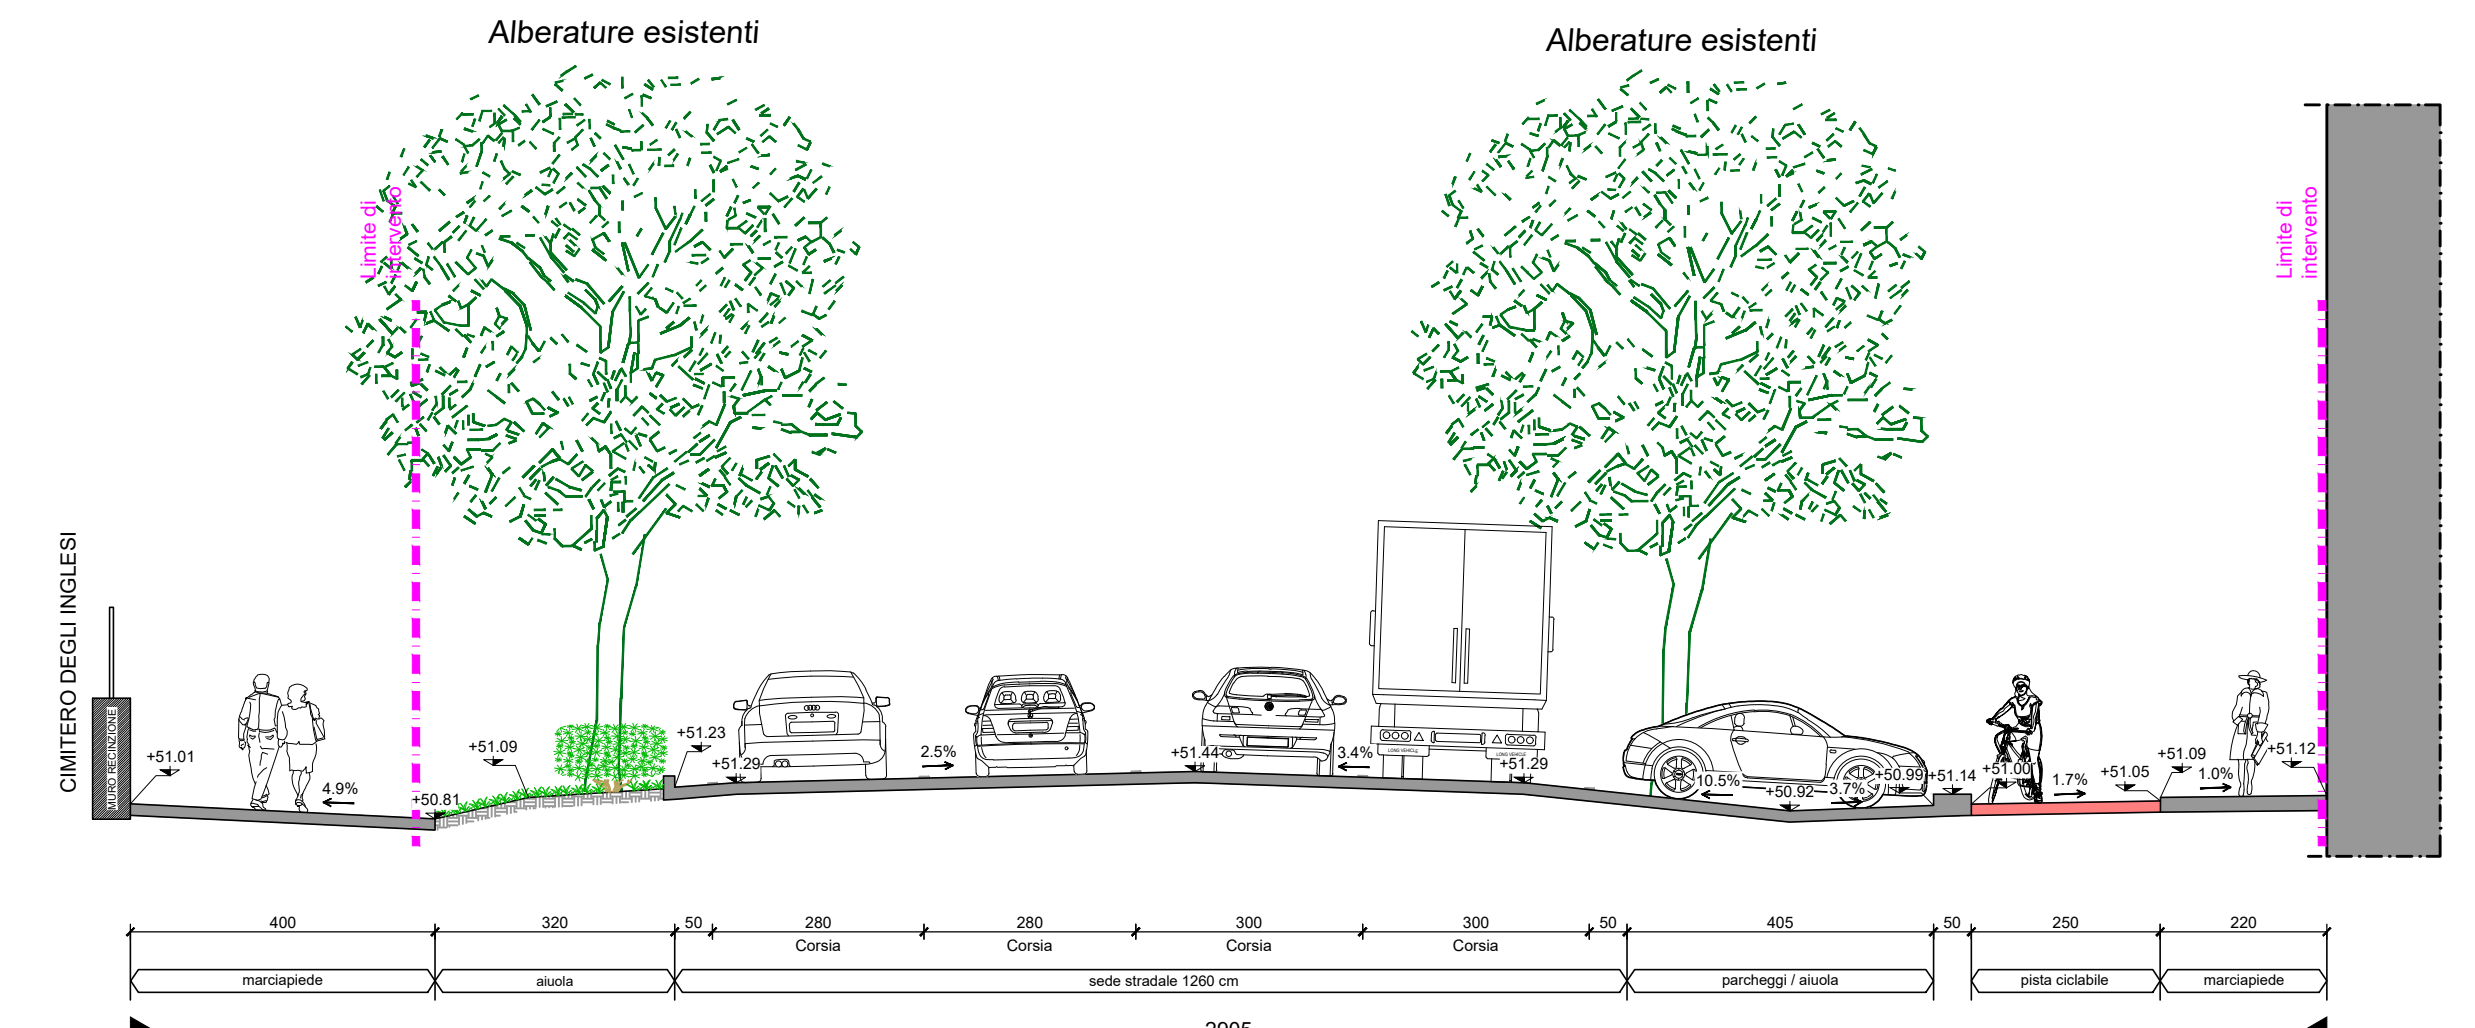 Alberature esistenti
Alberature esistenti
Limite di
intervento
Limite di
intervento
CIMITERO DEGLI INGLESI
MURO RECINZIONE
+51.01
4.9%
+50.81
+51.09
+51.23
+51.29
2.5%
+51.44
3.4%
LONG VEHICLE
LONG VEHICLE
+51.29
10.5%
+50.92
3.7%
+50.99
+51.14
+51.00
1.7%
+51.05
+51.09
1.0%
+51.12
400
320
50
280
280
300
300
50
405
50
250
220
Corsia
Corsia
Corsia
Corsia
marciapiede
aiuola
sede stradale 1260 cm
parcheggi / aiuola
pista ciclabile
marciapiede